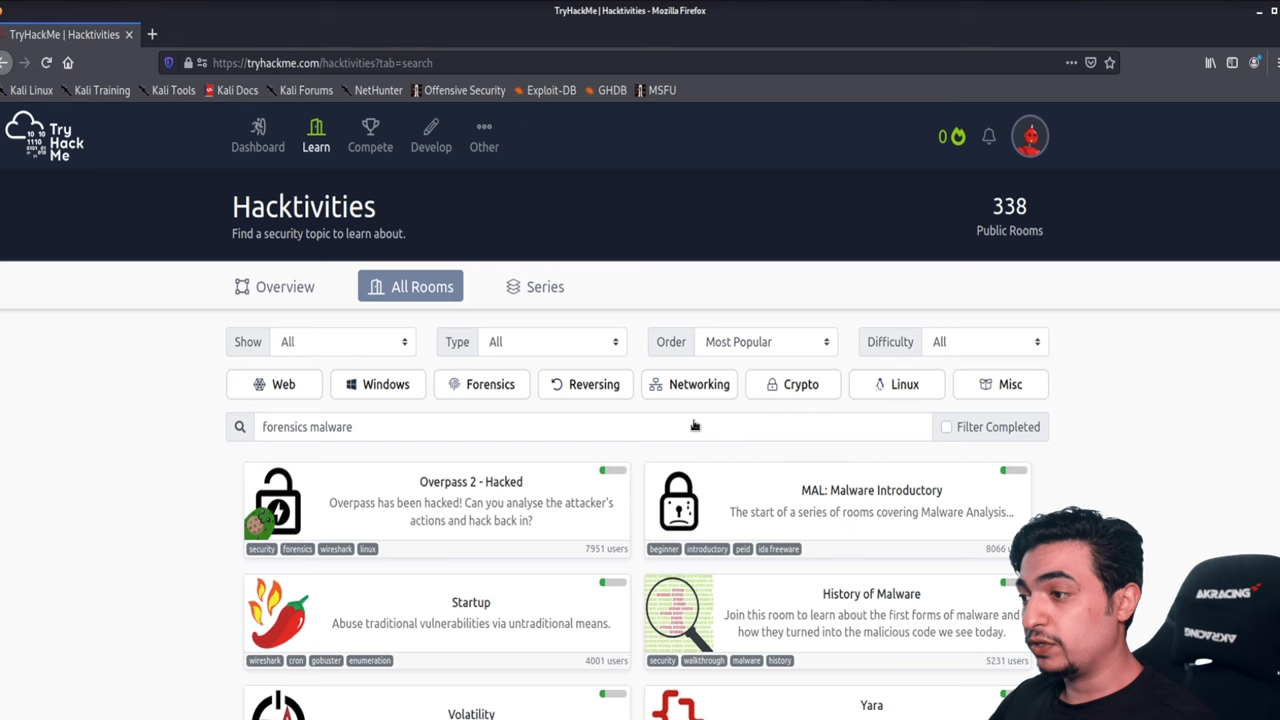 TryHackMe | Hacktivities - Mozilla Firefox
TryHackMe | Hacktivities
https://tryhackme.com/hacktivities?tab=search
Kali Linux Kali Training Kali Tools Kali Docs Kali Forums NetHunter Offensive Security Exploit-DB GHDB MSFU
Try
Hack
Me
Dashboard Learn Compete Develop Other
0
Hacktivities
Find a security topic to learn about.
338
Public Rooms
Overview All Rooms Series
Show All Type All Order Most Popular Difficulty All
Web Windows Forensics Reversing Networking Crypto Linux Misc
forensics malware Filter Completed
Overpass 2 - Hacked
Overpass has been hacked! Can you analyse the attacker's
actions and hack back in?
security forensics wireshark linux 7951 users
MAL: Malware Introductory
The start of a series of rooms covering Malware Analysis...
beginner introductory peid ida freeware 8066 us
Startup
Abuse traditional vulnerabilities via untraditional means.
wireshark cron gobuster enumeration 4001 users
History of Malware
Join this room to learn about the first forms of malware and
how they turned into the malicious code we see today.
security walkthrough malware history 5231 users
Volatility
Yara
AKRACING
AKRACING